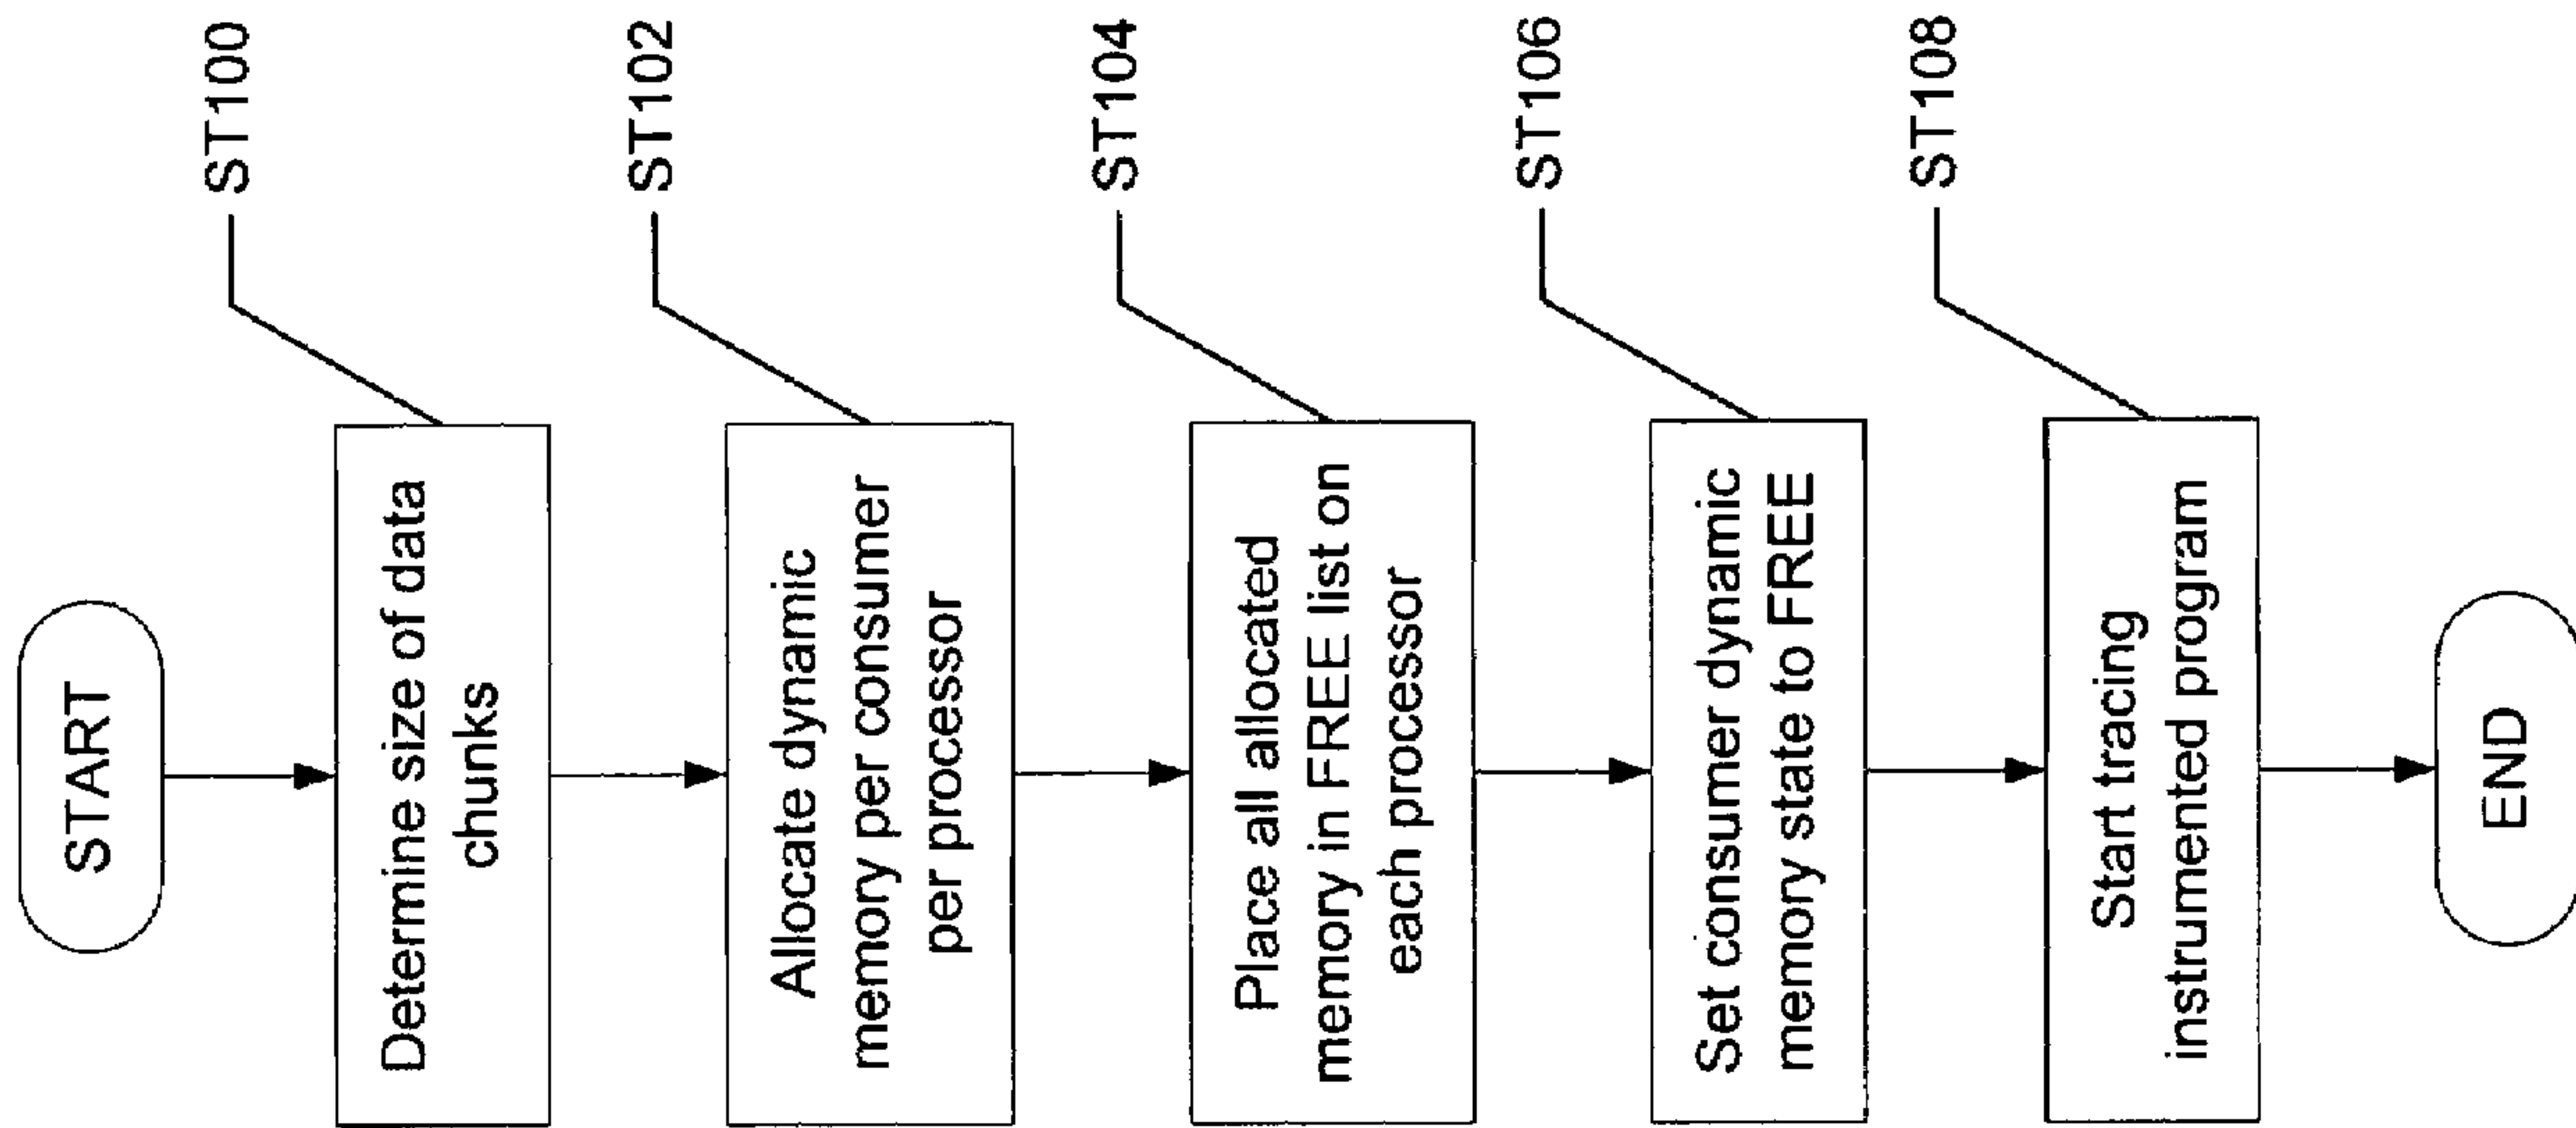 START
ST100
Determine size of data
chunks
ST102
Allocate dynamic
memory per consumer
per processor
ST104
Place all allocated
memory in FREE list on
each processor
ST106
Set consumer dynamic
memory state to FREE
ST108
Start tracing
instrumented program
END